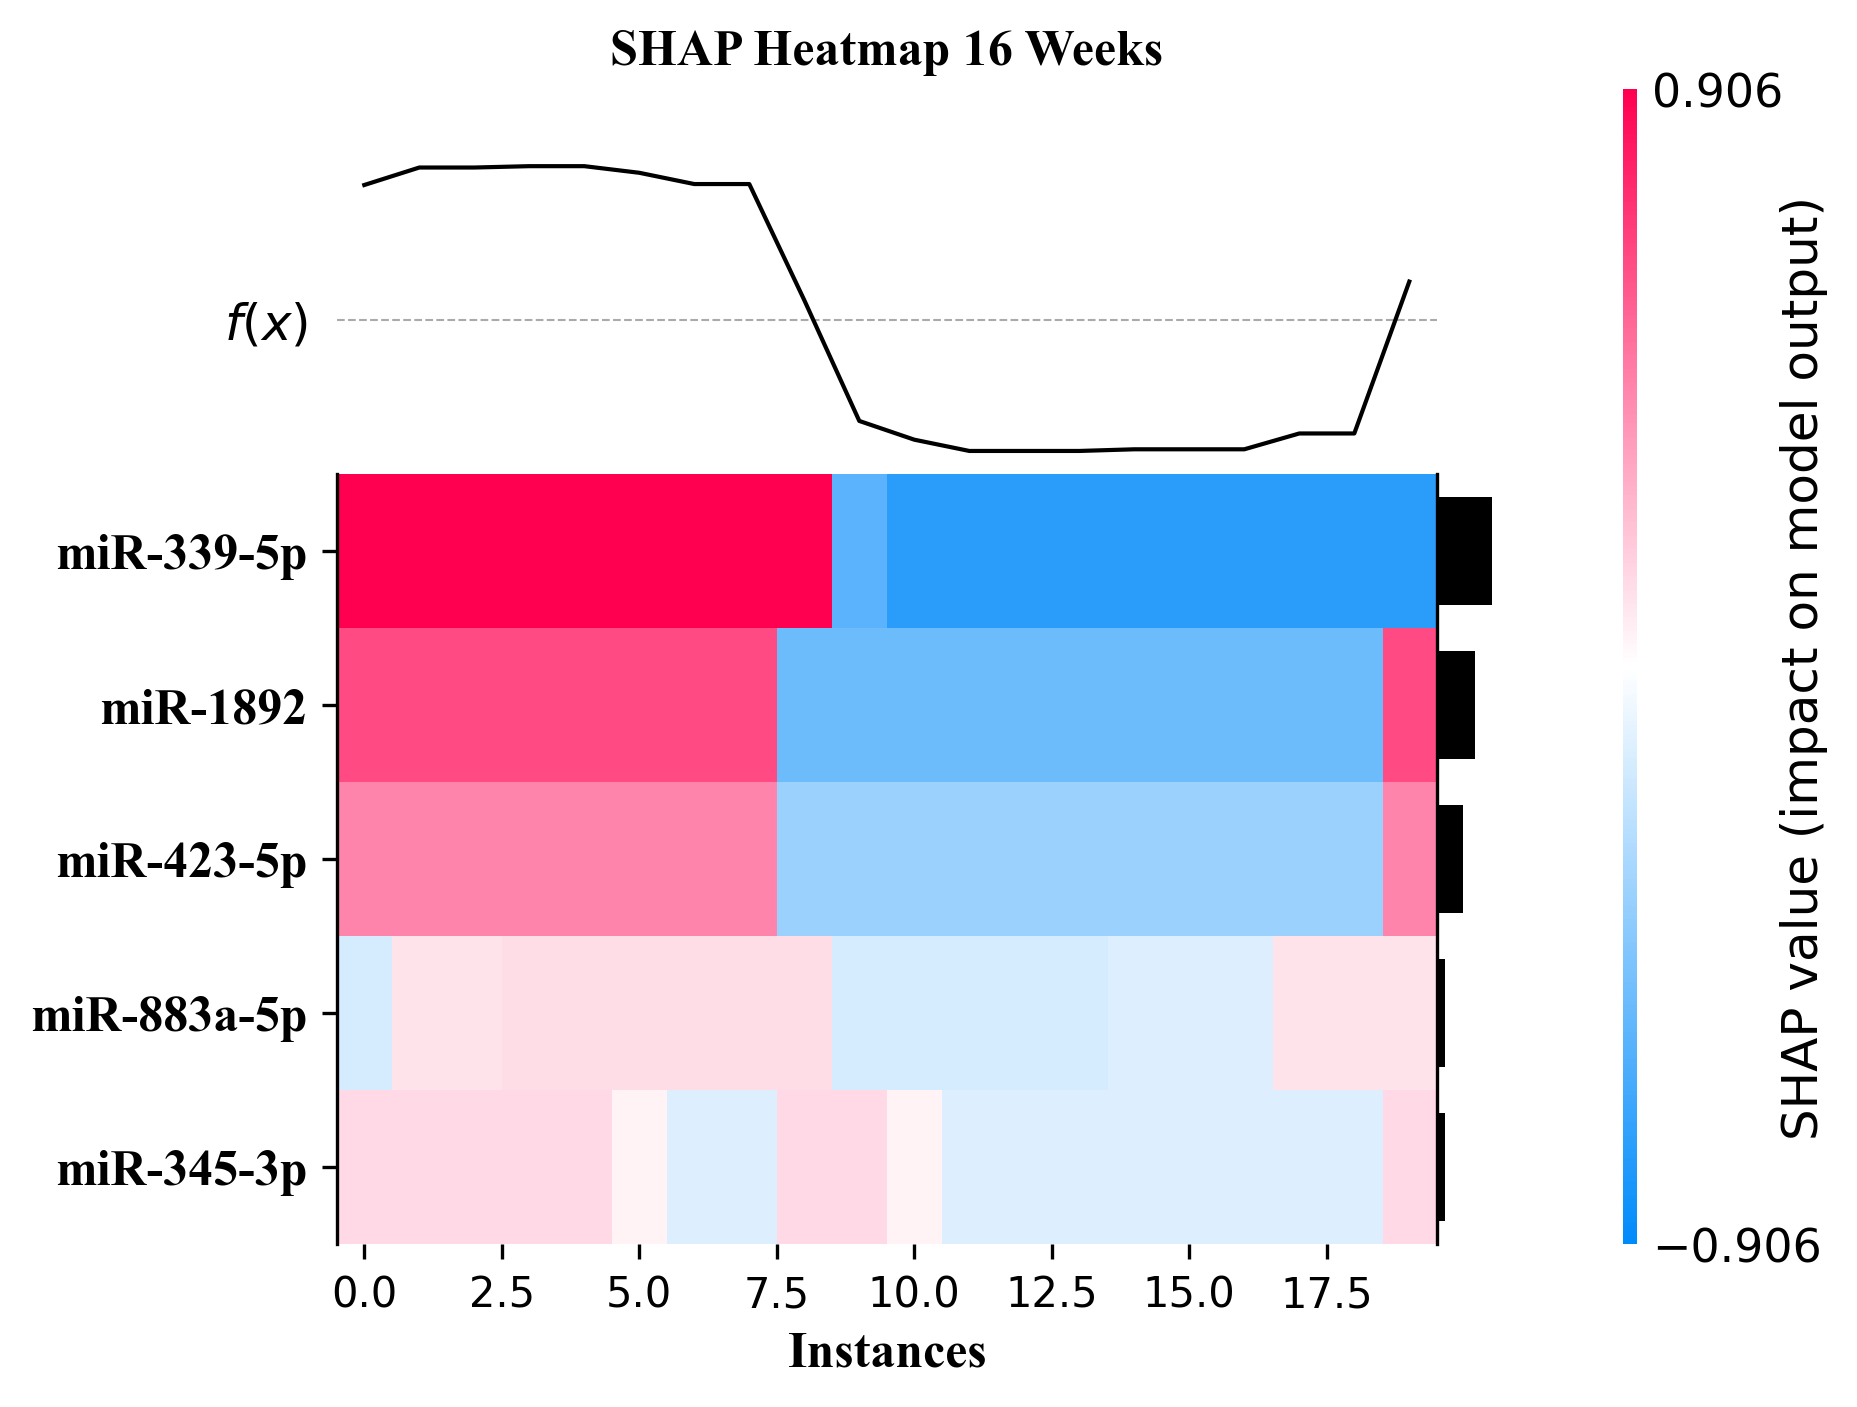 SHAP Heatmap 16 Weeks
0.906
f(x)
miR-339-5p
miR-1892
miR-423-5p
miR-883a-5p
miR-345-3p
0.0 2.5 5.0 7.5 10.0 12.5 15.0 17.5
Instances
−0.906
SHAP value (impact on model output)